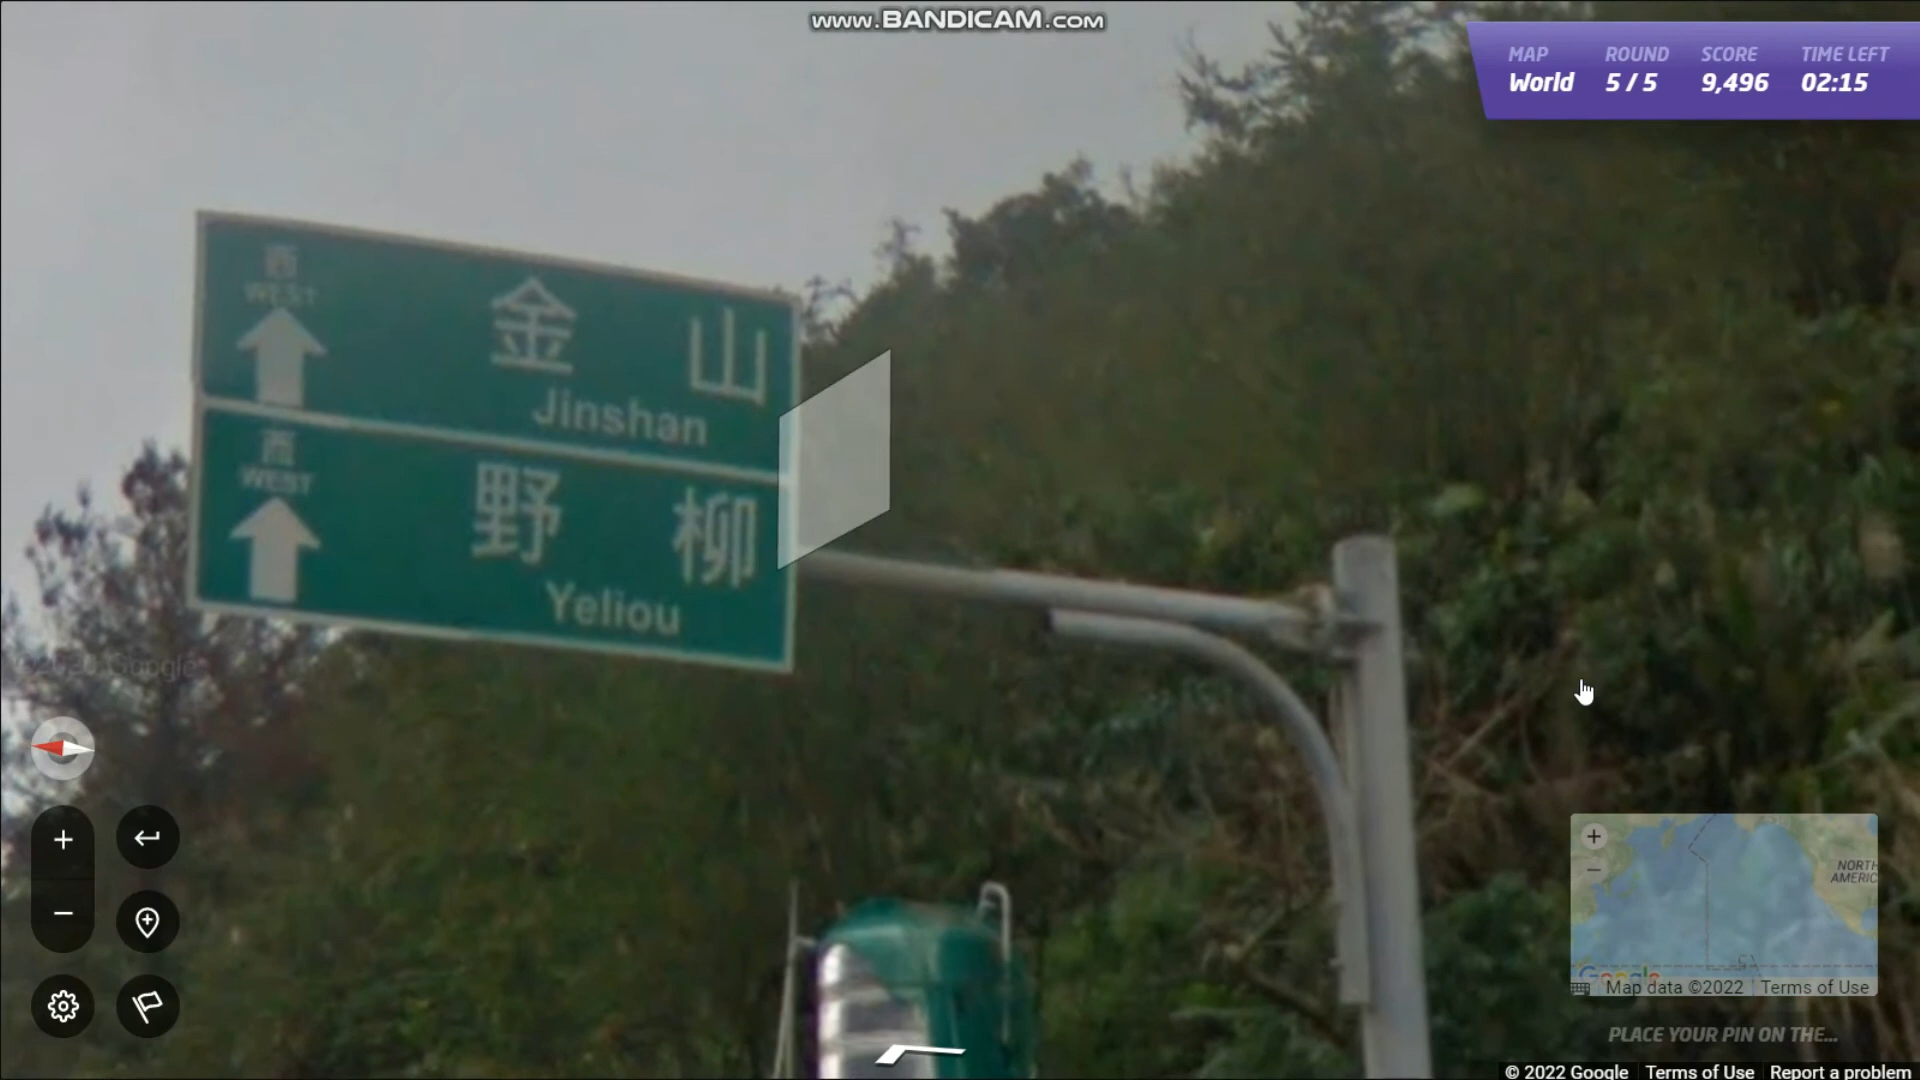 www.BANDICAM.com
MAP
World
ROUND
5 / 5
SCORE
9,496
TIME LEFT
02:15
西
WEST
金山
Jinshan
西
WEST
野柳
Yeliou
Google
NORTH
AMERIC
Google
Map data ©2022
Terms of Use
PLACE YOUR PIN ON THE...
© 2022 Google
Terms of Use
Report a problem